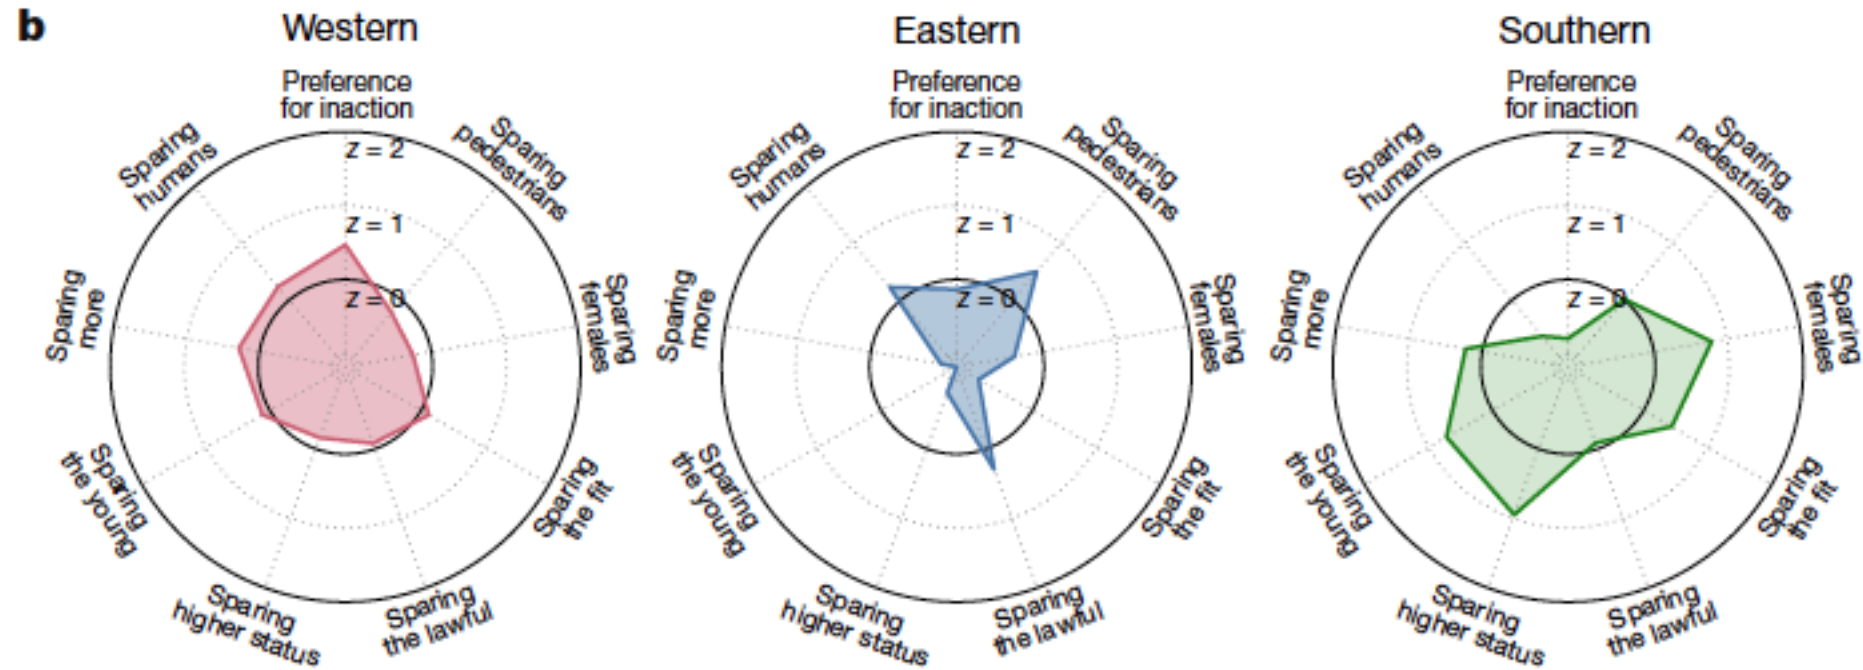 b
Western
Preference
for inaction
Sparing
pedestrians
Sparing
females
Sparing
the fit
Sparing
the lawful
Sparing
higher status
Sparing
the young
Sparing
more
Sparing
humans
z = 2
z = 1
z = 0
Eastern
Preference
for inaction
Sparing
pedestrians
Sparing
females
Sparing
the fit
Sparing
the lawful
Sparing
higher status
Sparing
the young
Sparing
more
Sparing
humans
z = 2
z = 1
z = 0
Southern
Preference
for inaction
Sparing
pedestrians
Sparing
females
Sparing
the fit
Sparing
the lawful
Sparing
higher status
Sparing
the young
Sparing
more
Sparing
humans
z = 2
z = 1
z = 0